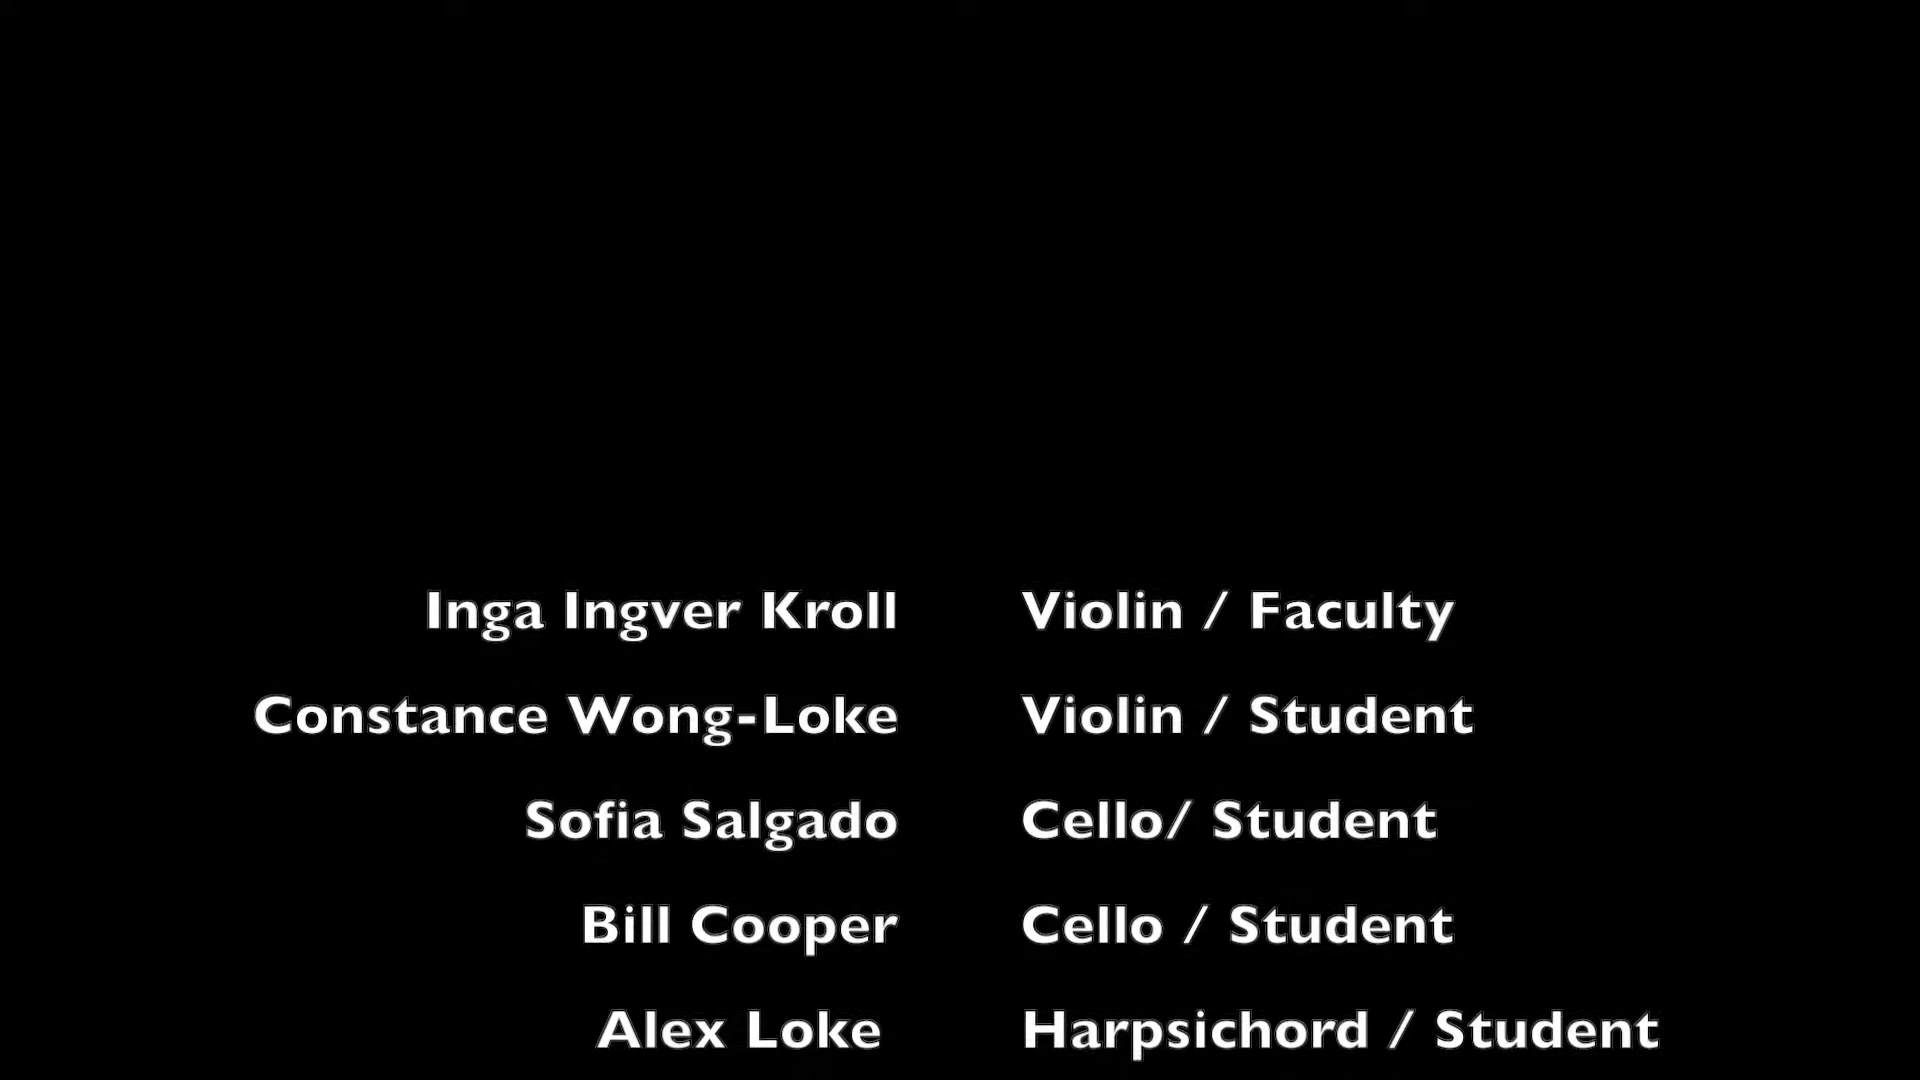 Inga Ingver Kroll Violin / Faculty
Constance Wong-Loke Violin / Student
Sofia Salgado Cello/ Student
Bill Cooper Cello / Student
Alex Loke Harpsichord / Student